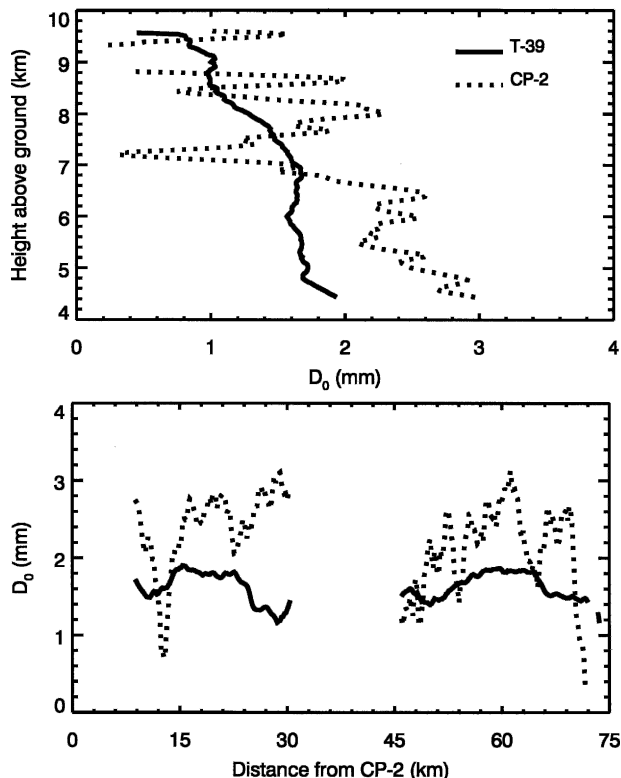 10
9
8
7
6
5
4
Height above ground (km)
T-39
CP-2
0 1 2 3 4
D₀ (mm)
4
3
2
1
0
D₀ (mm)
0 15 30 45 60 75
Distance from CP-2 (km)